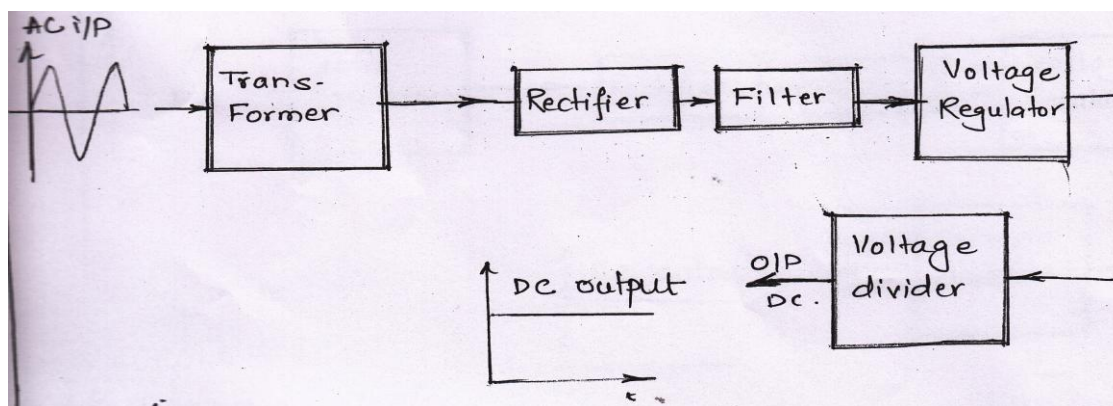 AC i/P
Trans-
Former
Rectifier
Filter
Voltage
Regulator
Voltage
divider
O/P
DC.
DC output
t